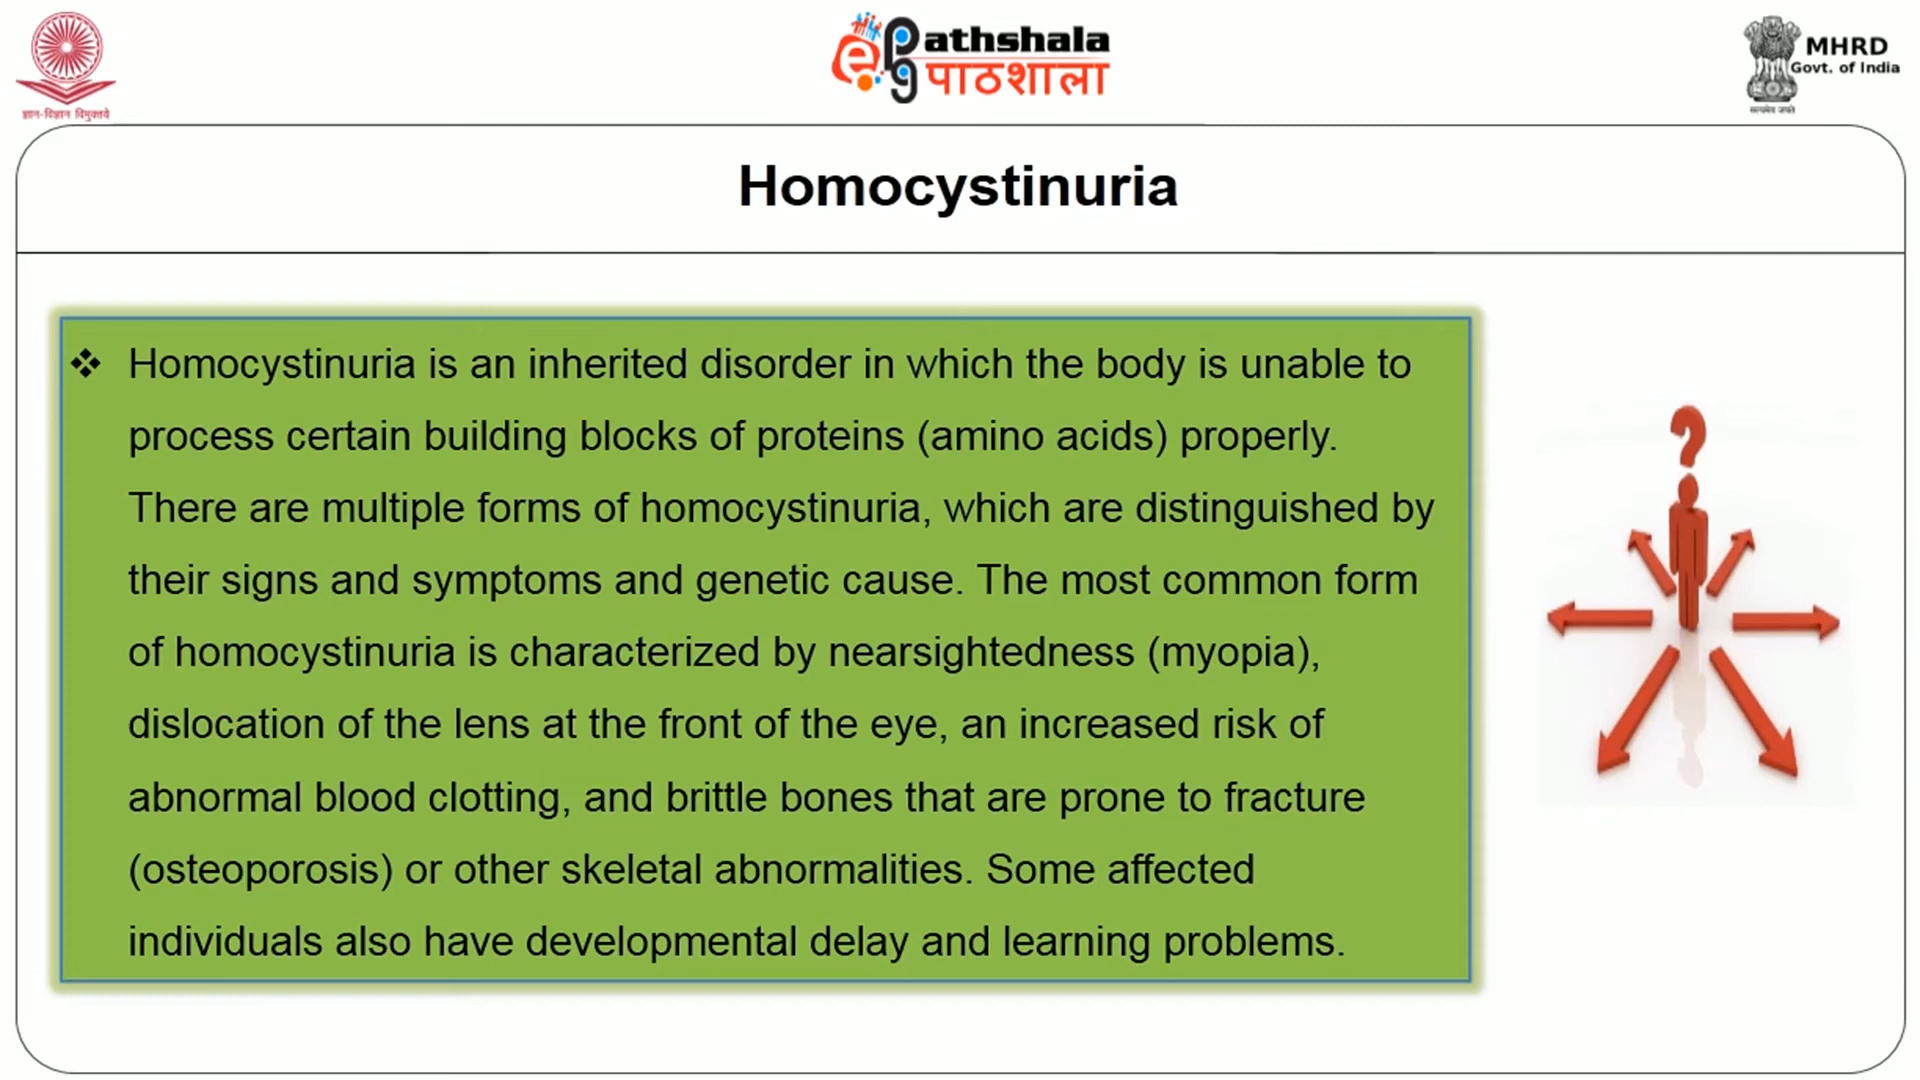 ज्ञान-विज्ञान विमुक्तये
e
pg
athshala
पाठशाला
MHRD
Govt. of India
सत्यमेव जयते
Homocystinuria
❖ Homocystinuria is an inherited disorder in which the body is unable to
process certain building blocks of proteins (amino acids) properly.
There are multiple forms of homocystinuria, which are distinguished by
their signs and symptoms and genetic cause. The most common form
of homocystinuria is characterized by nearsightedness (myopia),
dislocation of the lens at the front of the eye, an increased risk of
abnormal blood clotting, and brittle bones that are prone to fracture
(osteoporosis) or other skeletal abnormalities. Some affected
individuals also have developmental delay and learning problems.
?